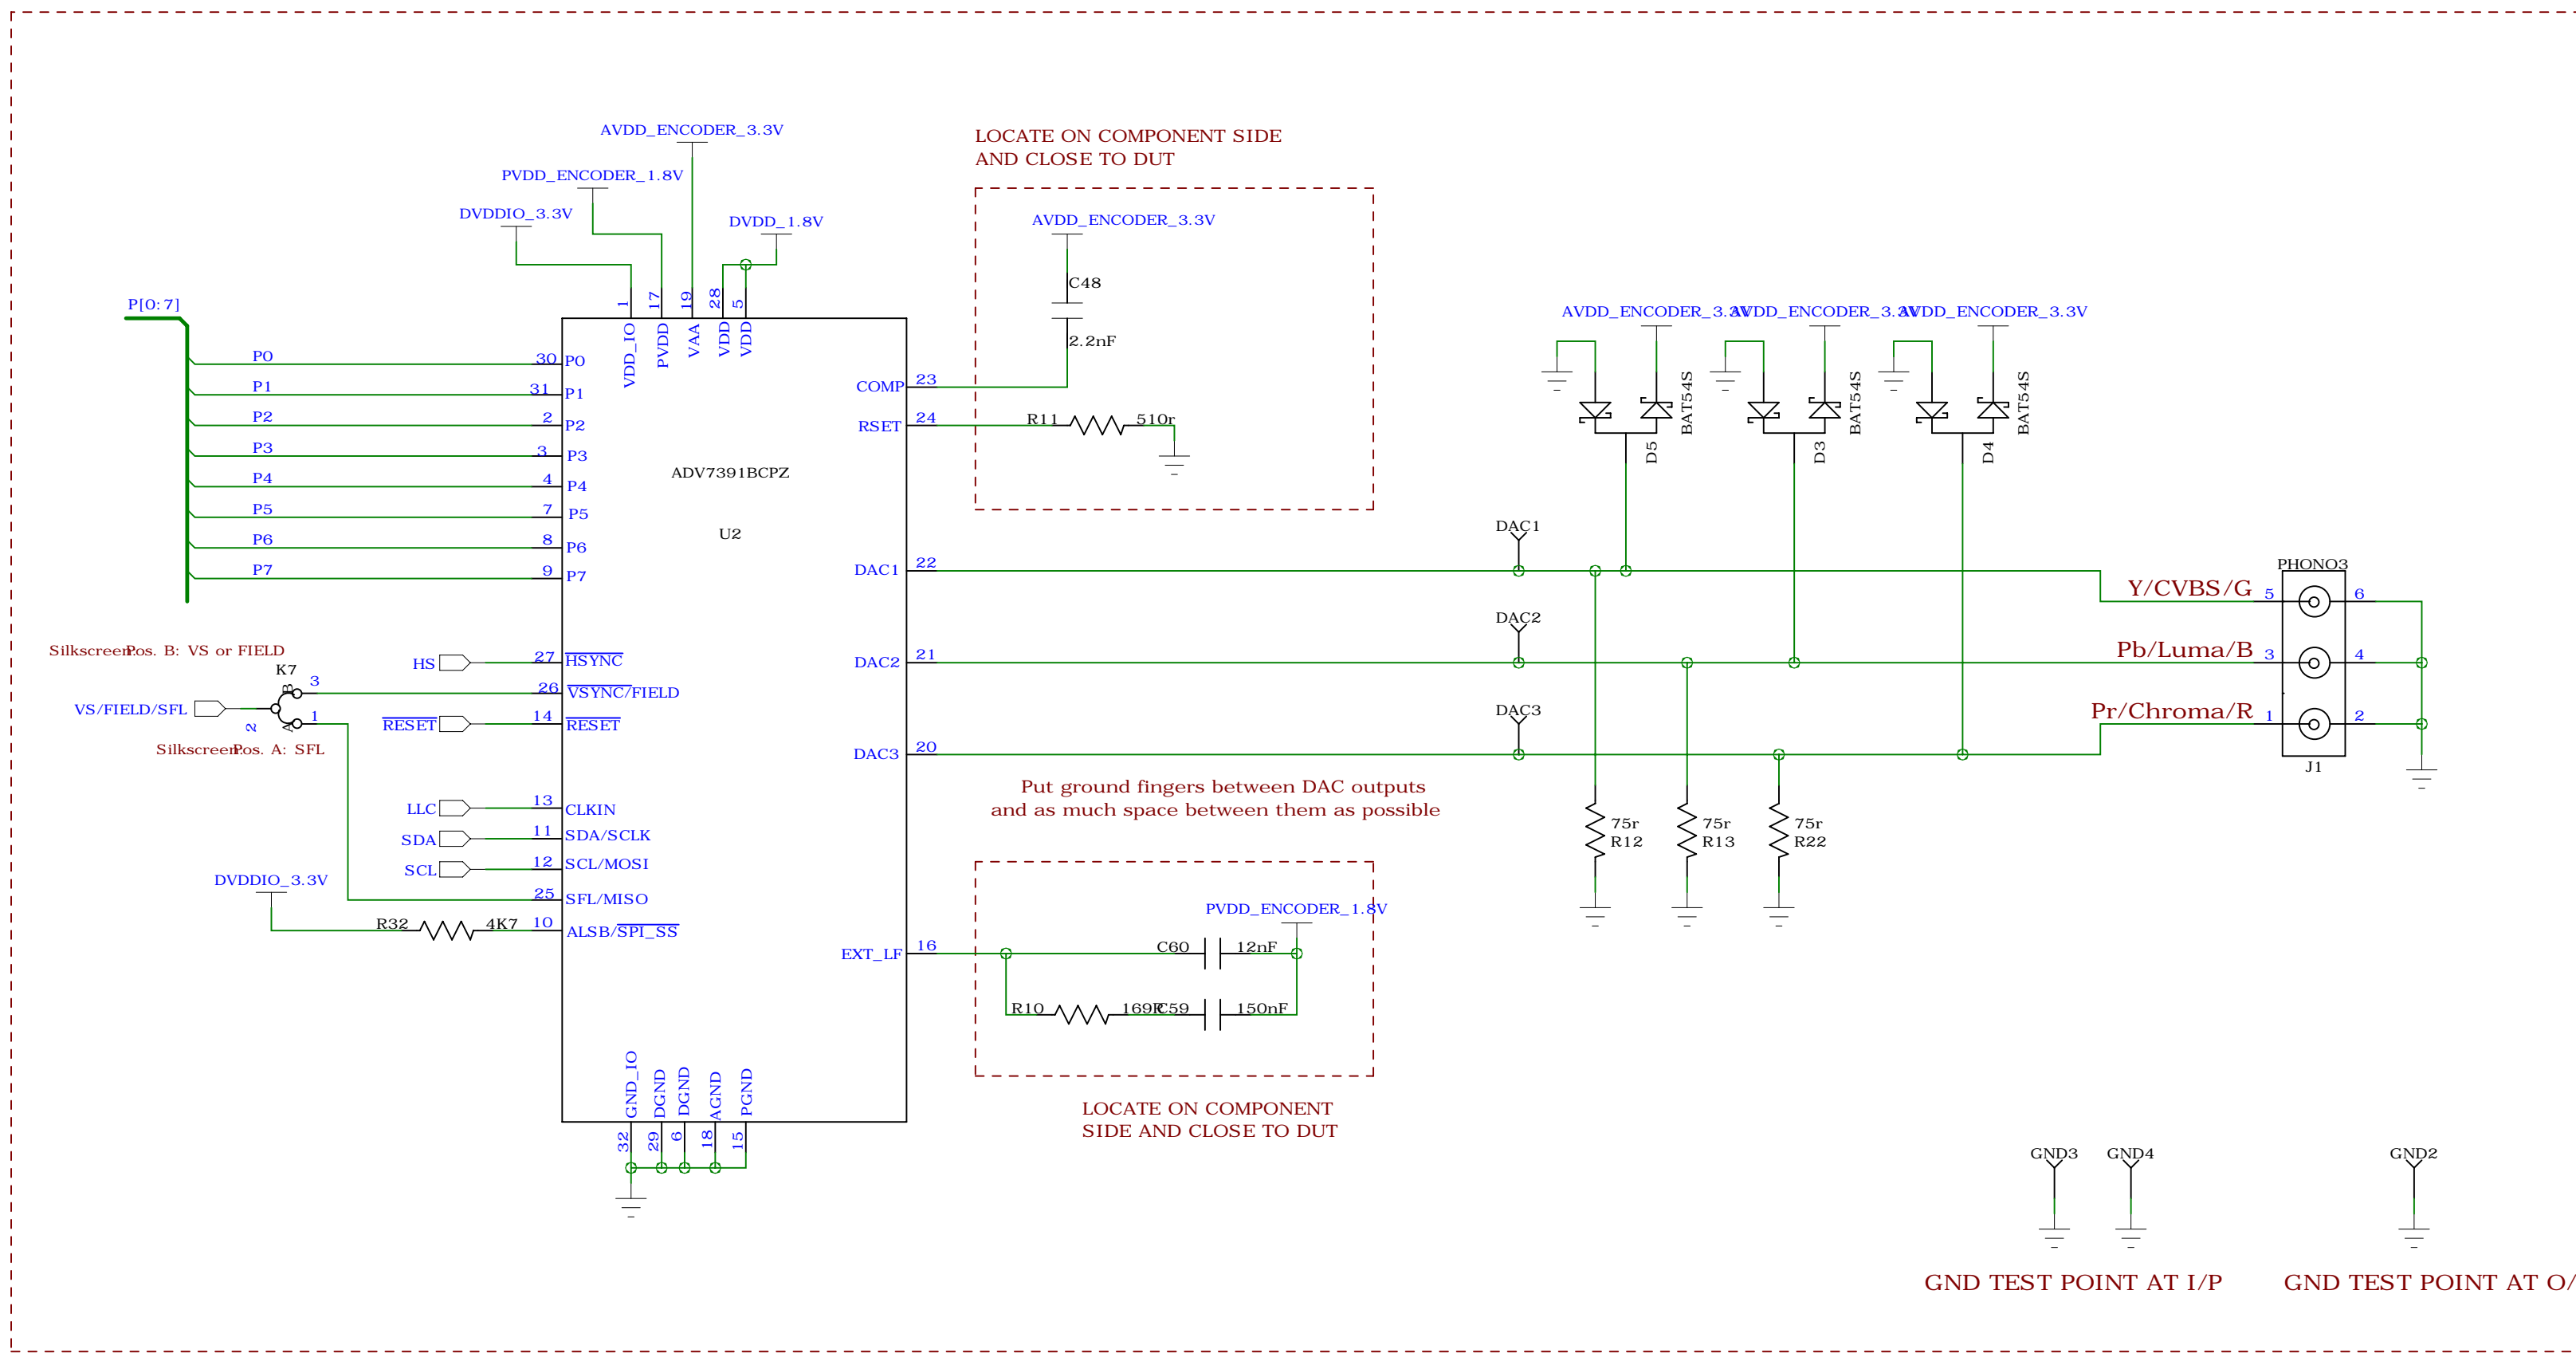 AVDD_ENCODER_3.3V
PVDD_ENCODER_1.8V
DVDDIO_3.3V
DVDD_1.8V
LOCATE ON COMPONENT SIDE
AND CLOSE TO DUT
AVDD_ENCODER_3.3V
C48
2.2nF
P[0:7]
1
17
19
28
5
VDD_IO
PVDD
VAA
VDD
VDD
P0
30
P0
P1
31
P1
P2
2
P2
P3
3
P3
P4
4
P4
P5
7
P5
P6
8
P6
P7
9
P7
COMP
23
RSET
24
R11
510r
ADV7391BCPZ
U2
AVDD_ENCODER_3.3V
AVDD_ENCODER_3.3V
AVDD_ENCODER_3.3V
BAT54S
D5
BAT54S
D3
BAT54S
D4
DAC1
22
DAC1
DAC2
21
DAC2
DAC3
20
DAC3
PHONO3
Y/CVBS/G
5
6
Pb/Luma/B
3
4
Pr/Chroma/R
1
2
J1
Silkscreen Pos. B: VS or FIELD
K7
B
3
VS/FIELD/SFL
2
A
1
Silkscreen Pos. A: SFL
HS
27
HSYNC
26
VSYNC/FIELD
RESET
14
RESET
LLC
13
CLKIN
SDA
11
SDA/SCLK
SCL
12
SCL/MOSI
25
SFL/MISO
DVDDIO_3.3V
R32
4K7
10
ALSB/SPI_SS
Put ground fingers between DAC outputs
and as much space between them as possible
75r
R12
75r
R13
75r
R22
PVDD_ENCODER_1.8V
EXT_LF
16
C60
12nF
R10
169R
C59
150nF
LOCATE ON COMPONENT
SIDE AND CLOSE TO DUT
GND_IO
DGND
DGND
AGND
PGND
32
29
6
18
15
GND3
GND4
GND2
GND TEST POINT AT I/P
GND TEST POINT AT O/